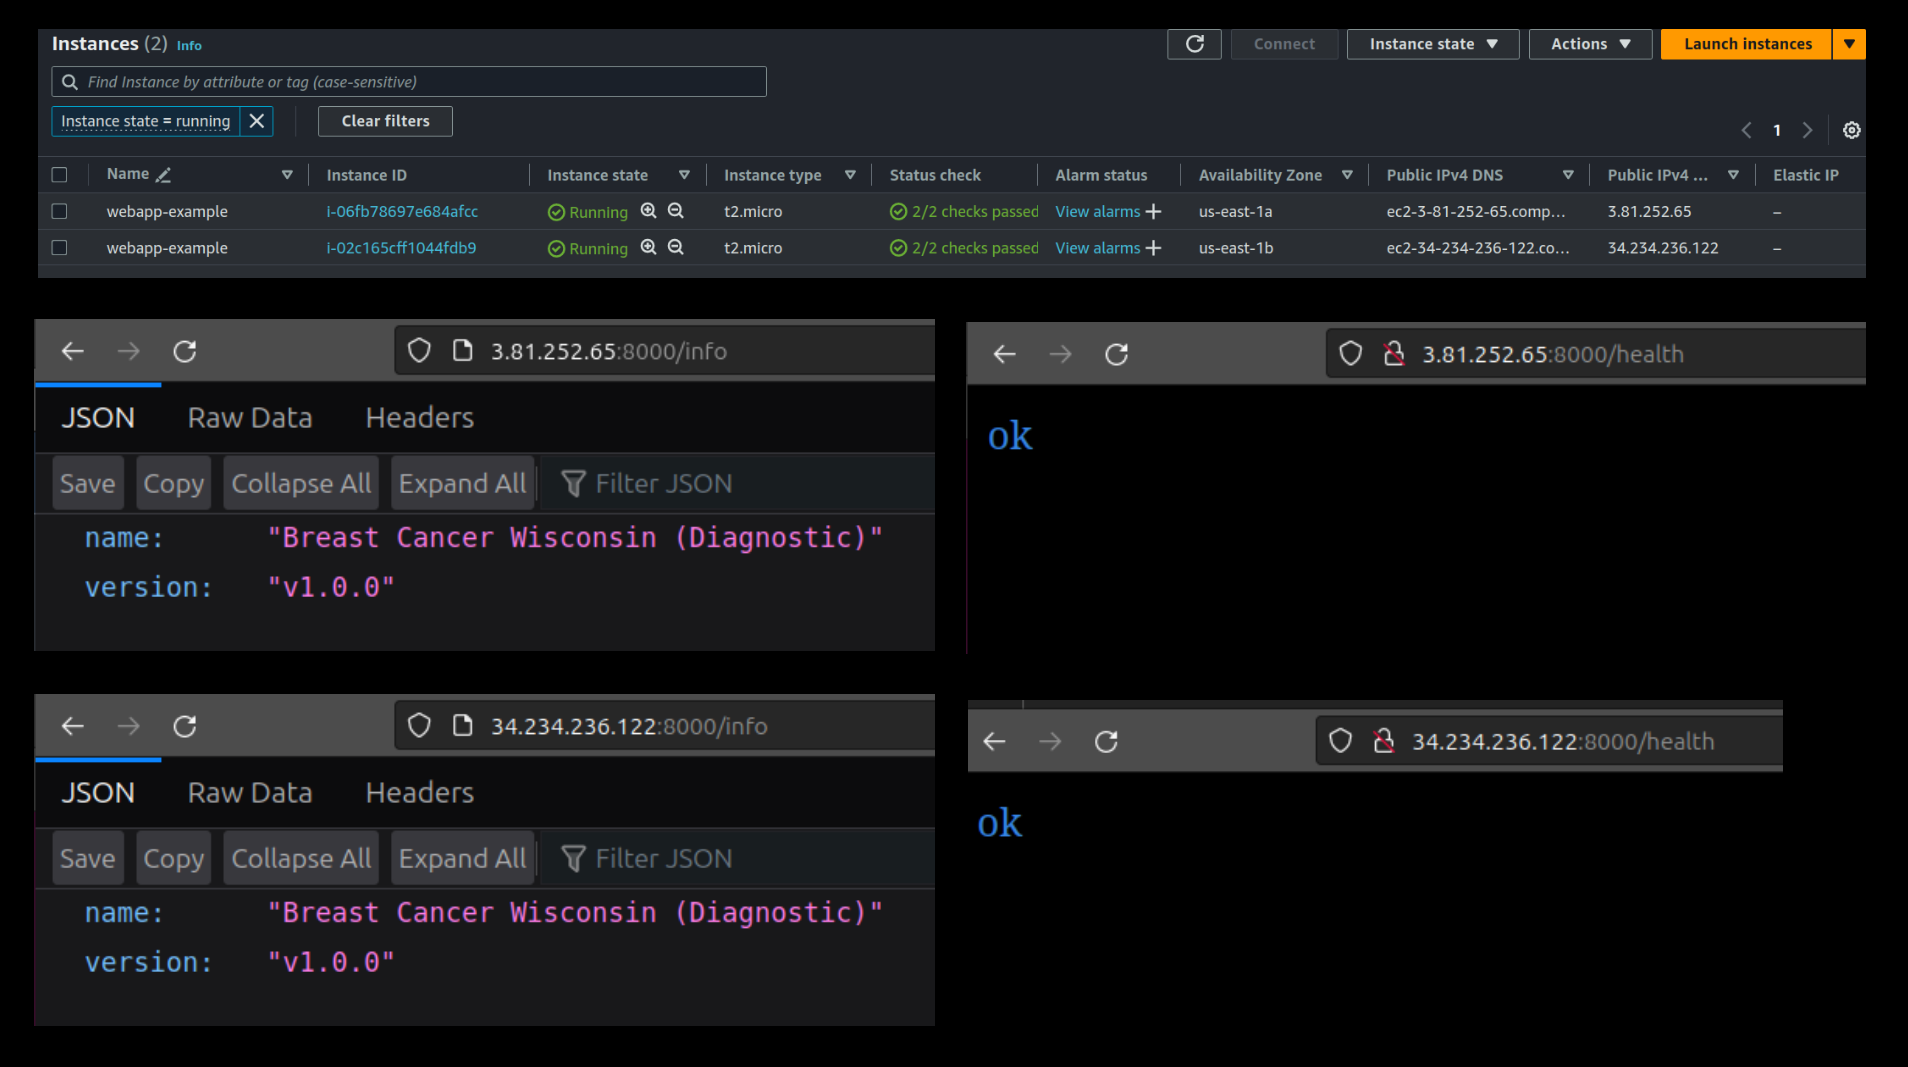 Instances (2) Info
Connect Instance state Actions Launch instances
Find Instance by attribute or tag (case-sensitive)
Instance state = running Clear filters
1
Name Instance ID Instance state Instance type Status check Alarm status Availability Zone Public IPv4 DNS Public IPv4 ... Elastic IP
webapp-example i-06fb78697e684afcc Running t2.micro 2/2 checks passed View alarms + us-east-1a ec2-3-81-252-65.comp... 3.81.252.65 –
webapp-example i-02c165cff1044fdb9 Running t2.micro 2/2 checks passed View alarms + us-east-1b ec2-34-234-236-122.co... 34.234.236.122 –
3.81.252.65:8000/info
JSON Raw Data Headers
Save Copy Collapse All Expand All Filter JSON
name: "Breast Cancer Wisconsin (Diagnostic)"
version: "v1.0.0"
3.81.252.65:8000/health
ok
34.234.236.122:8000/info
JSON Raw Data Headers
Save Copy Collapse All Expand All Filter JSON
name: "Breast Cancer Wisconsin (Diagnostic)"
version: "v1.0.0"
34.234.236.122:8000/health
ok